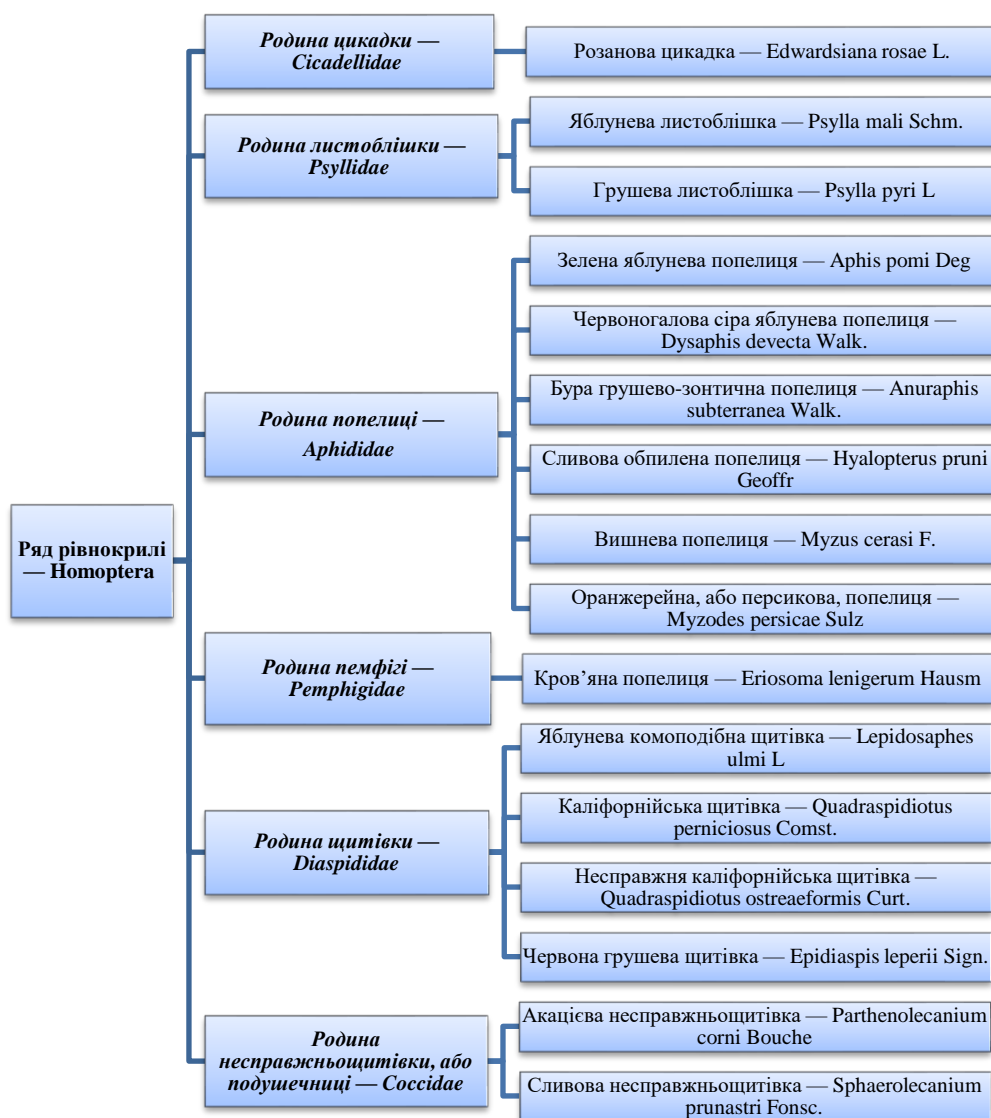 Родина цикадки —
Cicadellidae
Розанова цикадка — Edwardsiana rosae L.
Родина листоблішки —
Psyllidae
Яблунева листоблішка — Psylla mali Schm.
Грушева листоблішка — Psylla pyri L
Родина попелиці —
Aphididae
Зелена яблунева попелиця — Aphis pomi Deg
Червоногалова сіра яблунева попелиця —
Dysaphis devecta Walk.
Бура грушево-зонтична попелиця — Anuraphis
subterranea Walk.
Сливова обпилена попелиця — Hyalopterus pruni
Geoffr
Вишнева попелиця — Myzus cerasi F.
Оранжерейна, або персикова, попелиця —
Myzodes persicae Sulz
Ряд рівнокрилі
— Homoptera
Родина пемфігі —
Pemphigidae
Кров’яна попелиця — Eriosoma lenigerum Hausm
Родина щитівки —
Diaspididae
Яблунева комоподібна щитівка — Lepidosaphes
ulmi L
Каліфорнійська щитівка — Quadraspidiotus
perniciosus Comst.
Несправжня каліфорнійська щитівка —
Quadraspidiotus ostreaeformis Curt.
Червона грушева щитівка — Epidiaspis leperii Sign.
Родина
несправжньощитівки, або
подушечниці — Coccidae
Акацієва несправжньощитівка — Parthenolecanium
corni Bouche
Сливова несправжньощитівка — Sphaerolecanium
prunastri Fonsc.